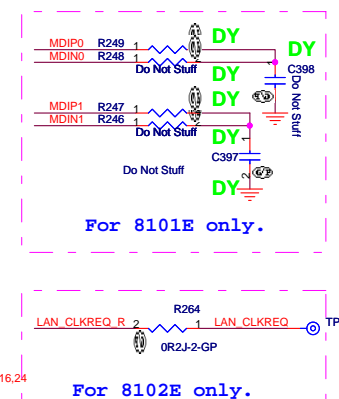 DY
MDIP0 R249 1 DY
MDIN0 R248 1
Do Not Stuff DY C398
Do Not Stuff
DY
MDIP1 R247 1
MDIN1 R246 1
Do Not Stuff DY 1
C397
Do Not Stuff
2
DY
For 8101E only.
R264
LAN_CLKREQ_R 2 1 LAN_CLKREQ TP
0R2J-2-GP
16,24
For 8102E only.